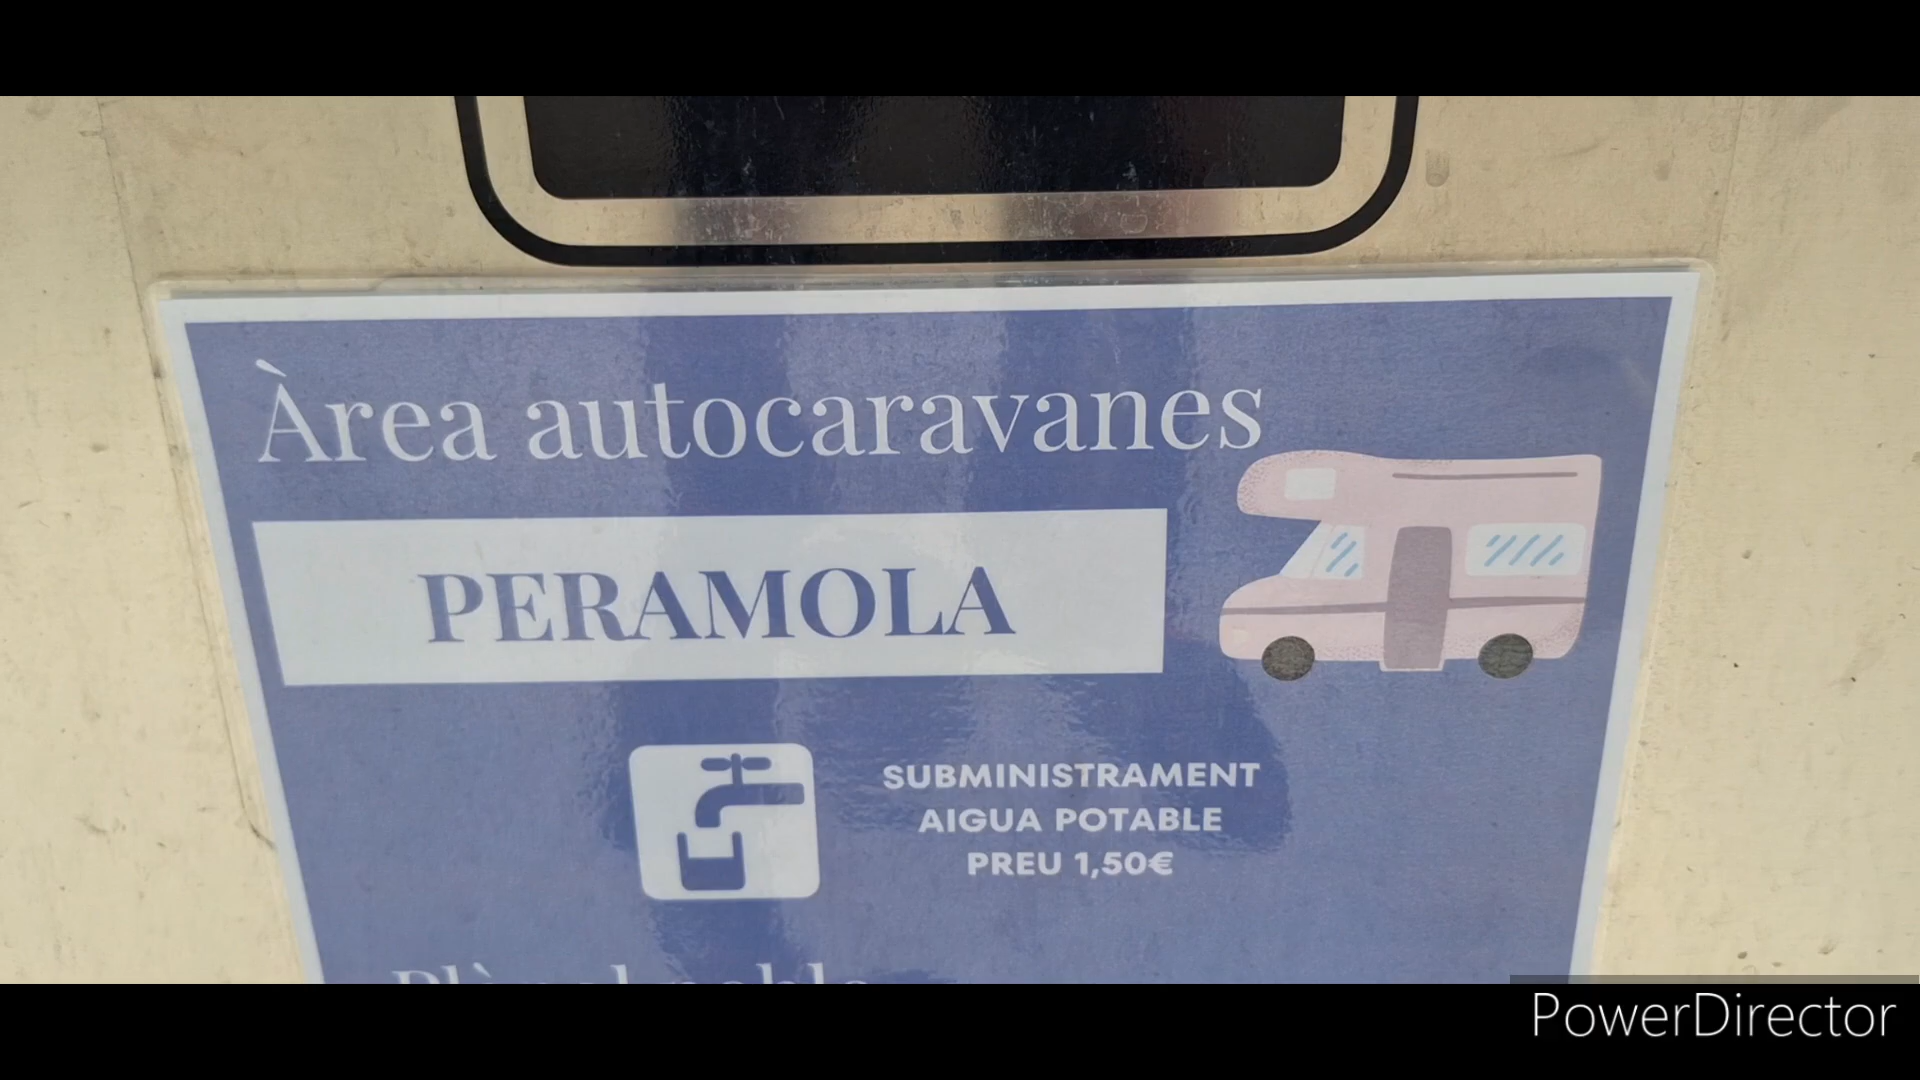 Àrea autocaravanes
PERAMOLA
SUBMINISTRAMENT
AIGUA POTABLE
PREU 1,50€
PowerDirector